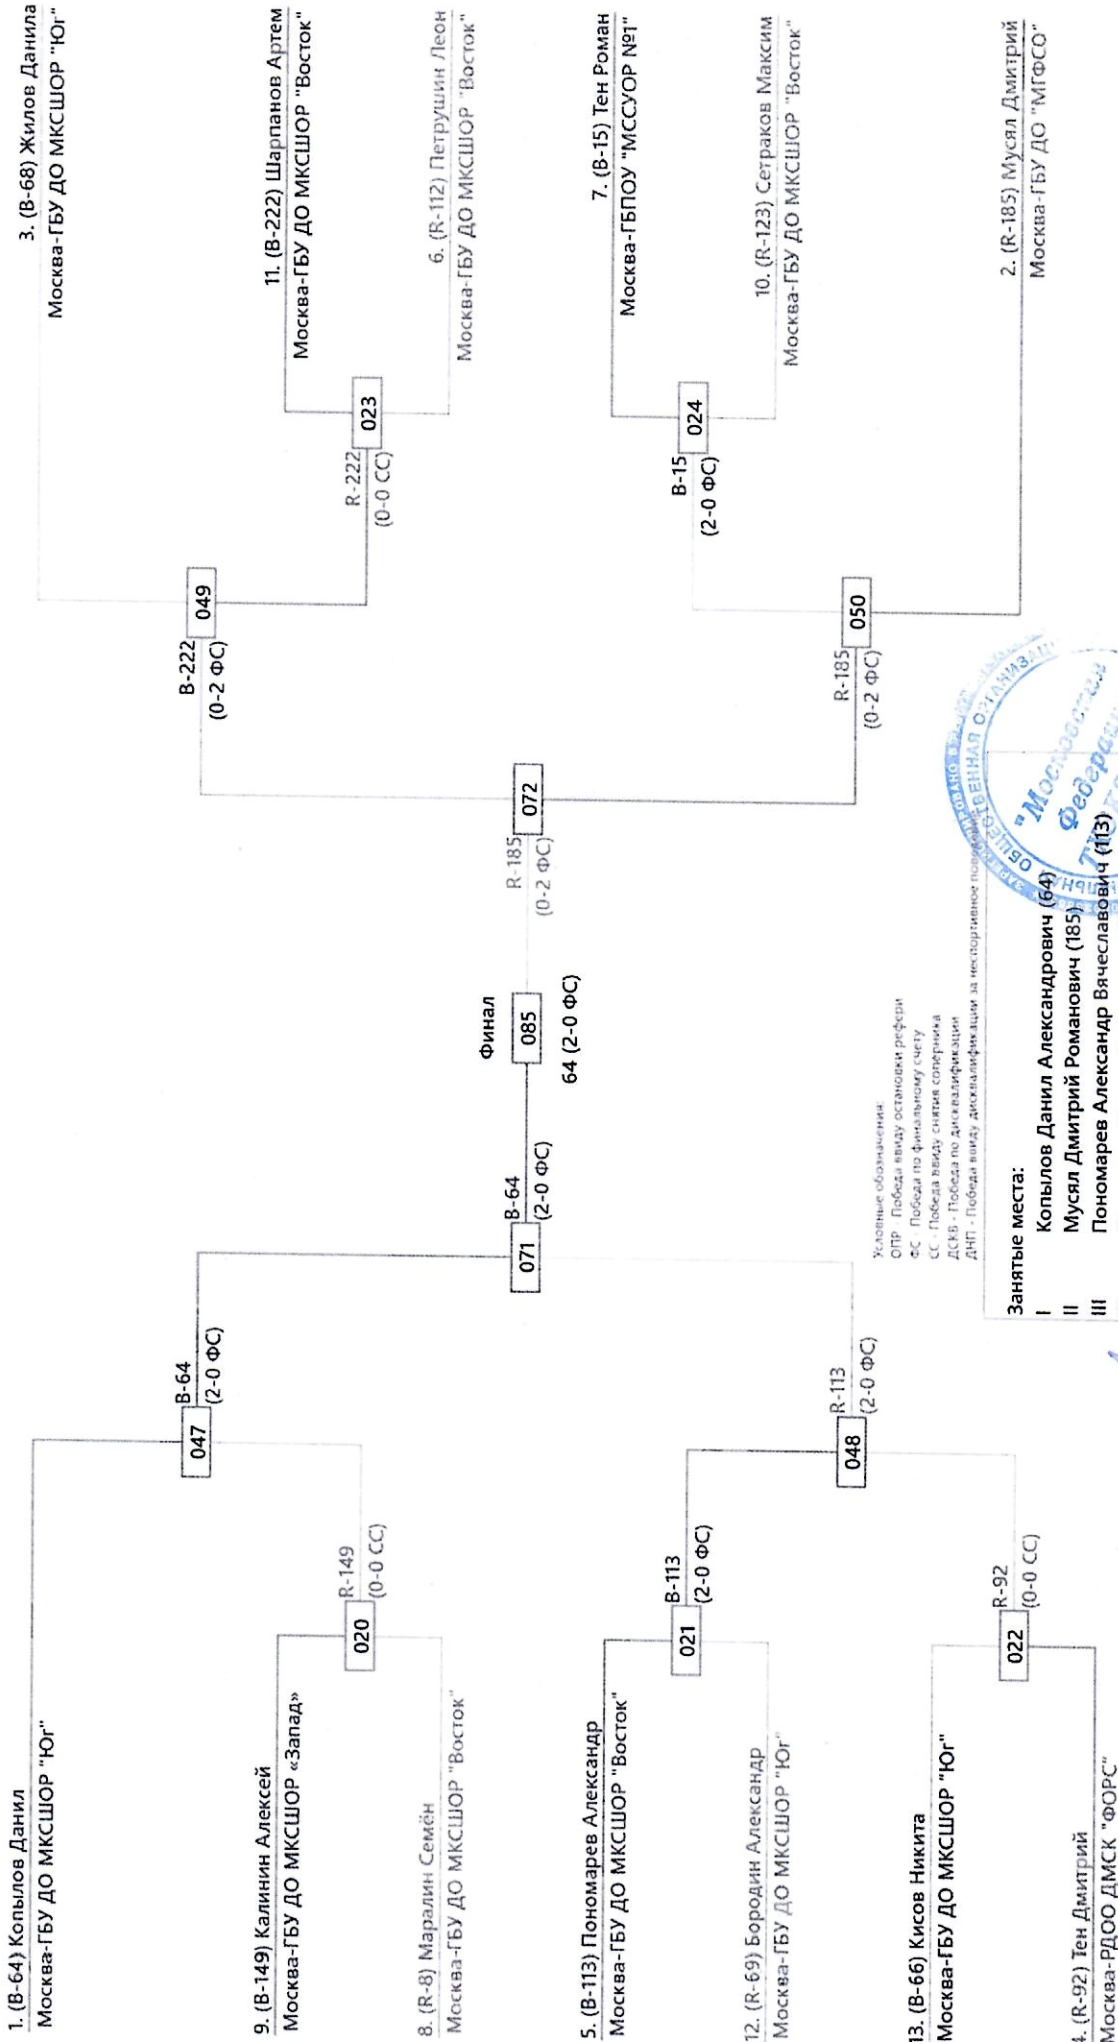 1. (B-64) Копылов Данил
Москва-ГБУ ДО МКСШОР "Юг"
9. (B-149) Калинин Алексей
Москва-ГБУ ДО МКСШОР «Запад»
8. (R-8) Маралин Семён
Москва-ГБУ ДО МКСШОР "Восток"
5. (B-113) Пономарев Александр
Москва-ГБУ ДО МКСШОР "Восток"
12. (R-69) Бородин Александр
Москва-ГБУ ДО МКСШОР "Юг"
13. (B-66) Кисов Никита
Москва-ГБУ ДО МКСШОР "Юг"
4. (R-92) Тен Дмитрий
Москва-РДОО ДМСК "ФОРС"
020
R-149
(0-0 СС)
021
B-113
(2-0 ФС)
022
R-92
(0-0 СС)
047
B-64
(2-0 ФС)
048
R-113
(2-0 ФС)
071
B-64
(2-0 ФС)
Финал
085
64 (2-0 ФС)
R-185
(0-2 ФС)
072
B-222
(0-2 ФС)
049
R-185
(0-2 ФС)
050
R-222
(0-0 СС)
023
B-15
(2-0 ФС)
024
3. (B-68) Жилов Данила
Москва-ГБУ ДО МКСШОР "Юг"
11. (B-222) Шарпанов Артем
Москва-ГБУ ДО МКСШОР "Восток"
6. (R-112) Петрушин Леон
Москва-ГБУ ДО МКСШОР "Восток"
7. (B-15) Тен Роман
Москва-ГБПОУ "МССУОР №1"
10. (R-123) Сетраков Максим
Москва-ГБУ ДО МКСШОР "Восток"
2. (R-185) Мусял Дмитрий
Москва-ГБУ ДО "МГФСО"
Условные обозначения:
ОПР - Победа ввиду остановки рефери
ФС - Победа по финальному счету
СС - Победа ввиду снятия соперника
ДСКВ - Победа по дисквалификации
ДНП - Победа ввиду дисквалификации за неспортивное
Занятые места:
I Копылов Данил Александрович (64)
II Мусял Дмитрий Романович (185)
III Пономарев Александр Вячеславович (113)
"Московская